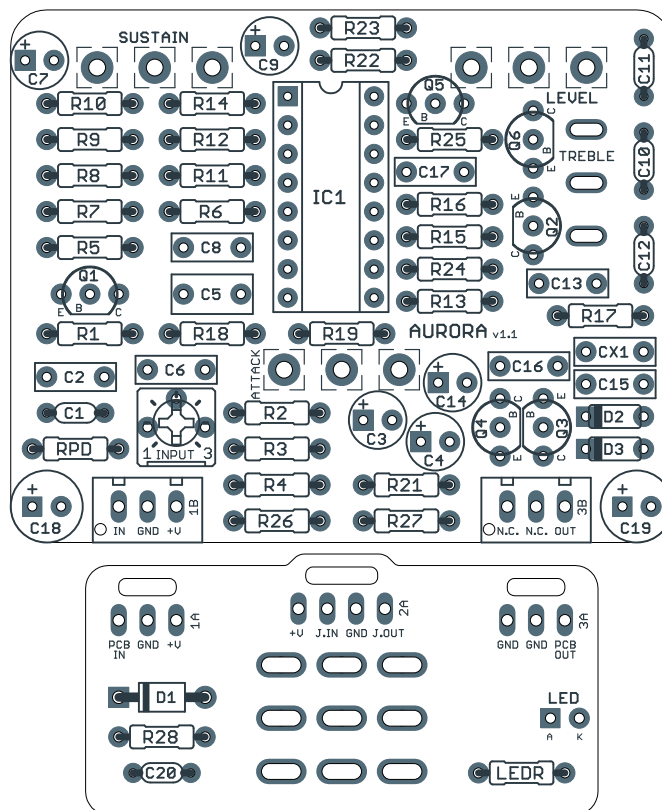 R23
SUSTAIN
+
C7
+
C9
R22
C11
Q5
R10
R14
E B C
LEVEL
C
R9
R12
R25
Q6
B
TREBLE
E
R8
R11
C17
C10
IC1
R7
R6
R16
E
B
Q2
C
R5
C8
R15
C12
R24
Q1
E B C
C5
R13
C13
R17
R1
R18
R19
AURORA v1.1
ATTACK
CX1
C2
C6
C16
C15
+
C14
C1
R2
+
C3
C
E
Q4
B
B
Q3
D2
RPD
1 INPUT 3
R3
+
C4
E
C
D3
R4
R21
+
C18
IN GND +V
1B
R26
R27
N.C. N.C. OUT
3B
+
C19
1A
PCB IN
GND
+V
2A
+V J.IN GND J.OUT
3A
GND GND
PCB OUT
D1
LED
R28
A K
C20
LEDR